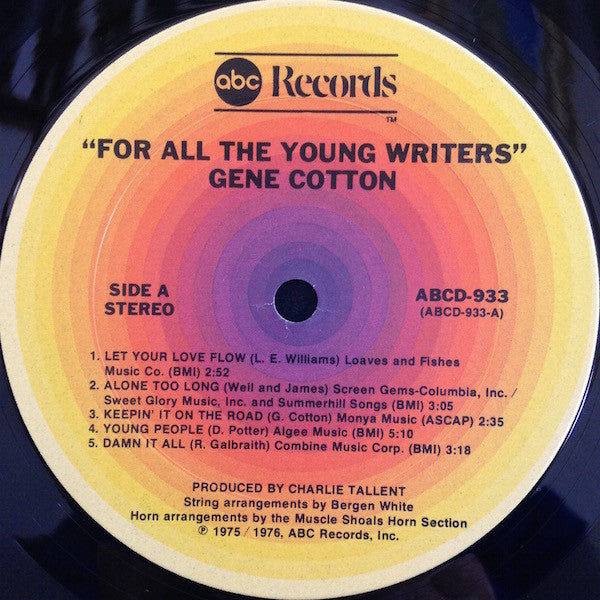 abc Records
TM
"FOR ALL THE YOUNG WRITERS"
GENE COTTON
SIDE A
STEREO
ABCD-933
(ABCD-933-A)
1. LET YOUR LOVE FLOW (L. E. Williams) Loaves and Fishes
Music Co. (BMI) 2:52
2. ALONE TOO LONG (Weil and James) Screen Gems-Columbia, Inc. /
Sweet Glory Music, Inc. and Summerhill Songs (BMI) 3:05
3. KEEPIN' IT ON THE ROAD (G. Cotton) Monya Music (ASCAP) 2:35
4. YOUNG PEOPLE (D. Potter) Algee Music (BMI) 5:10
5. DAMN IT ALL (R. Galbraith) Combine Music Corp. (BMI) 3:18
PRODUCED BY CHARLIE TALLENT
String arrangements by Bergen White
Horn arrangements by the Muscle Shoals Horn Section
℗ 1975 / 1976, ABC Records, Inc.